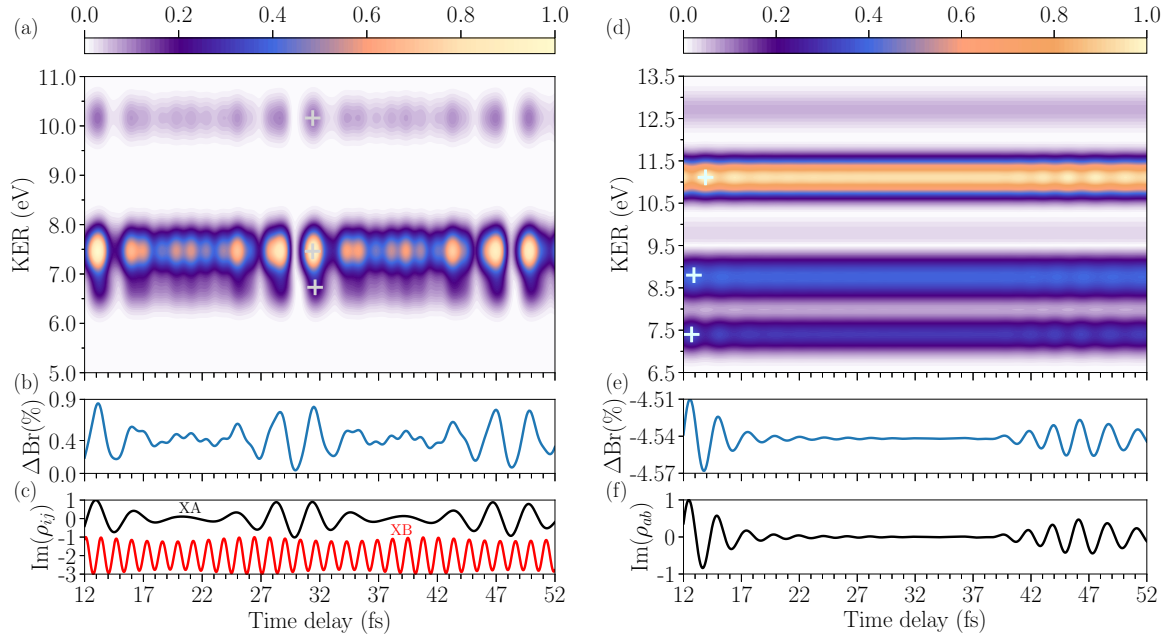 (a)
0.0 0.2 0.4 0.6 0.8 1.0
KER (eV)
11.0
10.0
9.0
8.0
7.0
6.0
5.0
(b)
ΔBr(%)
0.9
0.4
0.0
(c)
Im(ρij)
1
0
-1
-2
-3
XA
XB
12 17 22 27 32 37 42 47 52
Time delay (fs)
(d)
0.0 0.2 0.4 0.6 0.8 1.0
KER (eV)
13.5
12.5
11.5
10.5
9.5
8.5
7.5
6.5
(e)
ΔBr(%)
-4.51
-4.54
-4.57
(f)
Im(ρab)
1
0
-1
12 17 22 27 32 37 42 47 52
Time delay (fs)